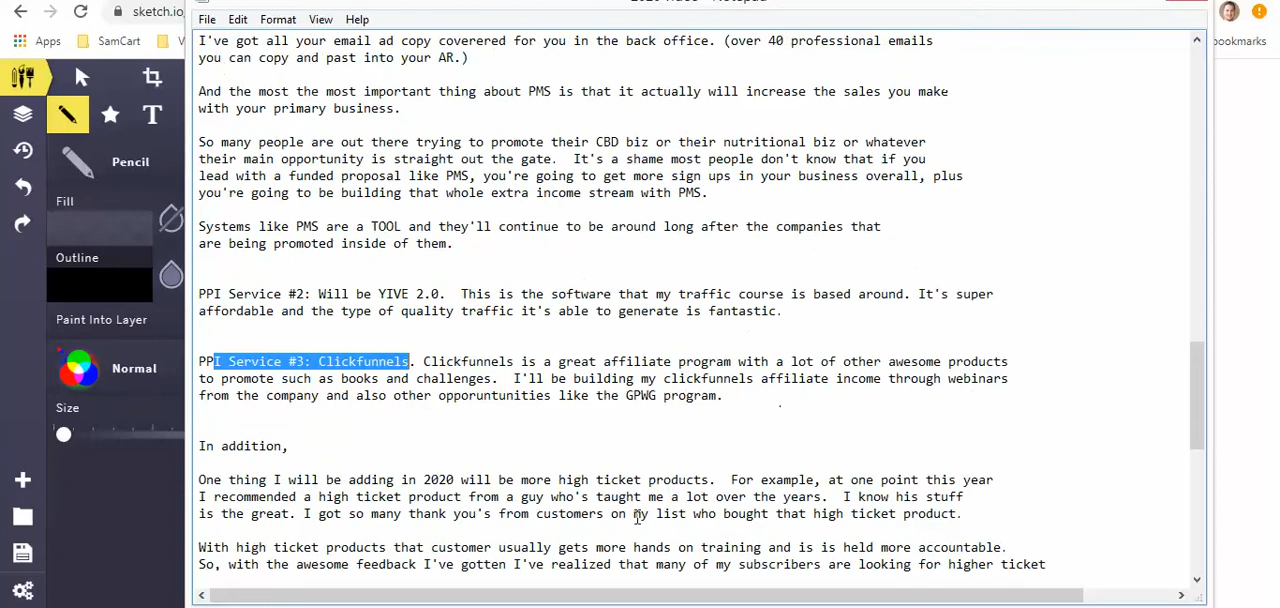 sketch.io
Apps
SamCart
ookmarks
File Edit Format View Help
I've got all your email ad copy coverered for you in the back office. (over 40 professional emails
you can copy and past into your AR.)
And the most the most important thing about PMS is that it actually will increase the sales you make
with your primary business.
So many people are out there trying to promote their CBD biz or their nutritional biz or whatever
their main opportunity is straight out the gate. It's a shame most people don't know that if you
lead with a funded proposal like PMS, you're going to get more sign ups in your business overall, plus
you're going to be building that whole extra income stream with PMS.
Systems like PMS are a TOOL and they'll continue to be around long after the companies that
are being promoted inside of them.
PPI Service #2: Will be YIVE 2.0. This is the software that my traffic course is based around. It's super
affordable and the type of quality traffic it's able to generate is fantastic.
PPI Service #3: Clickfunnels. Clickfunnels is a great affiliate program with a lot of other awesome products
to promote such as books and challenges. I'll be building my clickfunnels affiliate income through webinars
from the company and also other opporuntunities like the GPWG program.
In addition,
One thing I will be adding in 2020 will be more high ticket products. For example, at one point this year
I recommended a high ticket product from a guy who's taught me a lot over the years. I know his stuff
is the great. I got so many thank you's from customers on my list who bought that high ticket product.
With high ticket products that customer usually gets more hands on training and is is held more accountable.
So, with the awesome feedback I've gotten I've realized that many of my subscribers are looking for higher ticket
T
Pencil
Fill
Outline
Paint Into Layer
Normal
Size